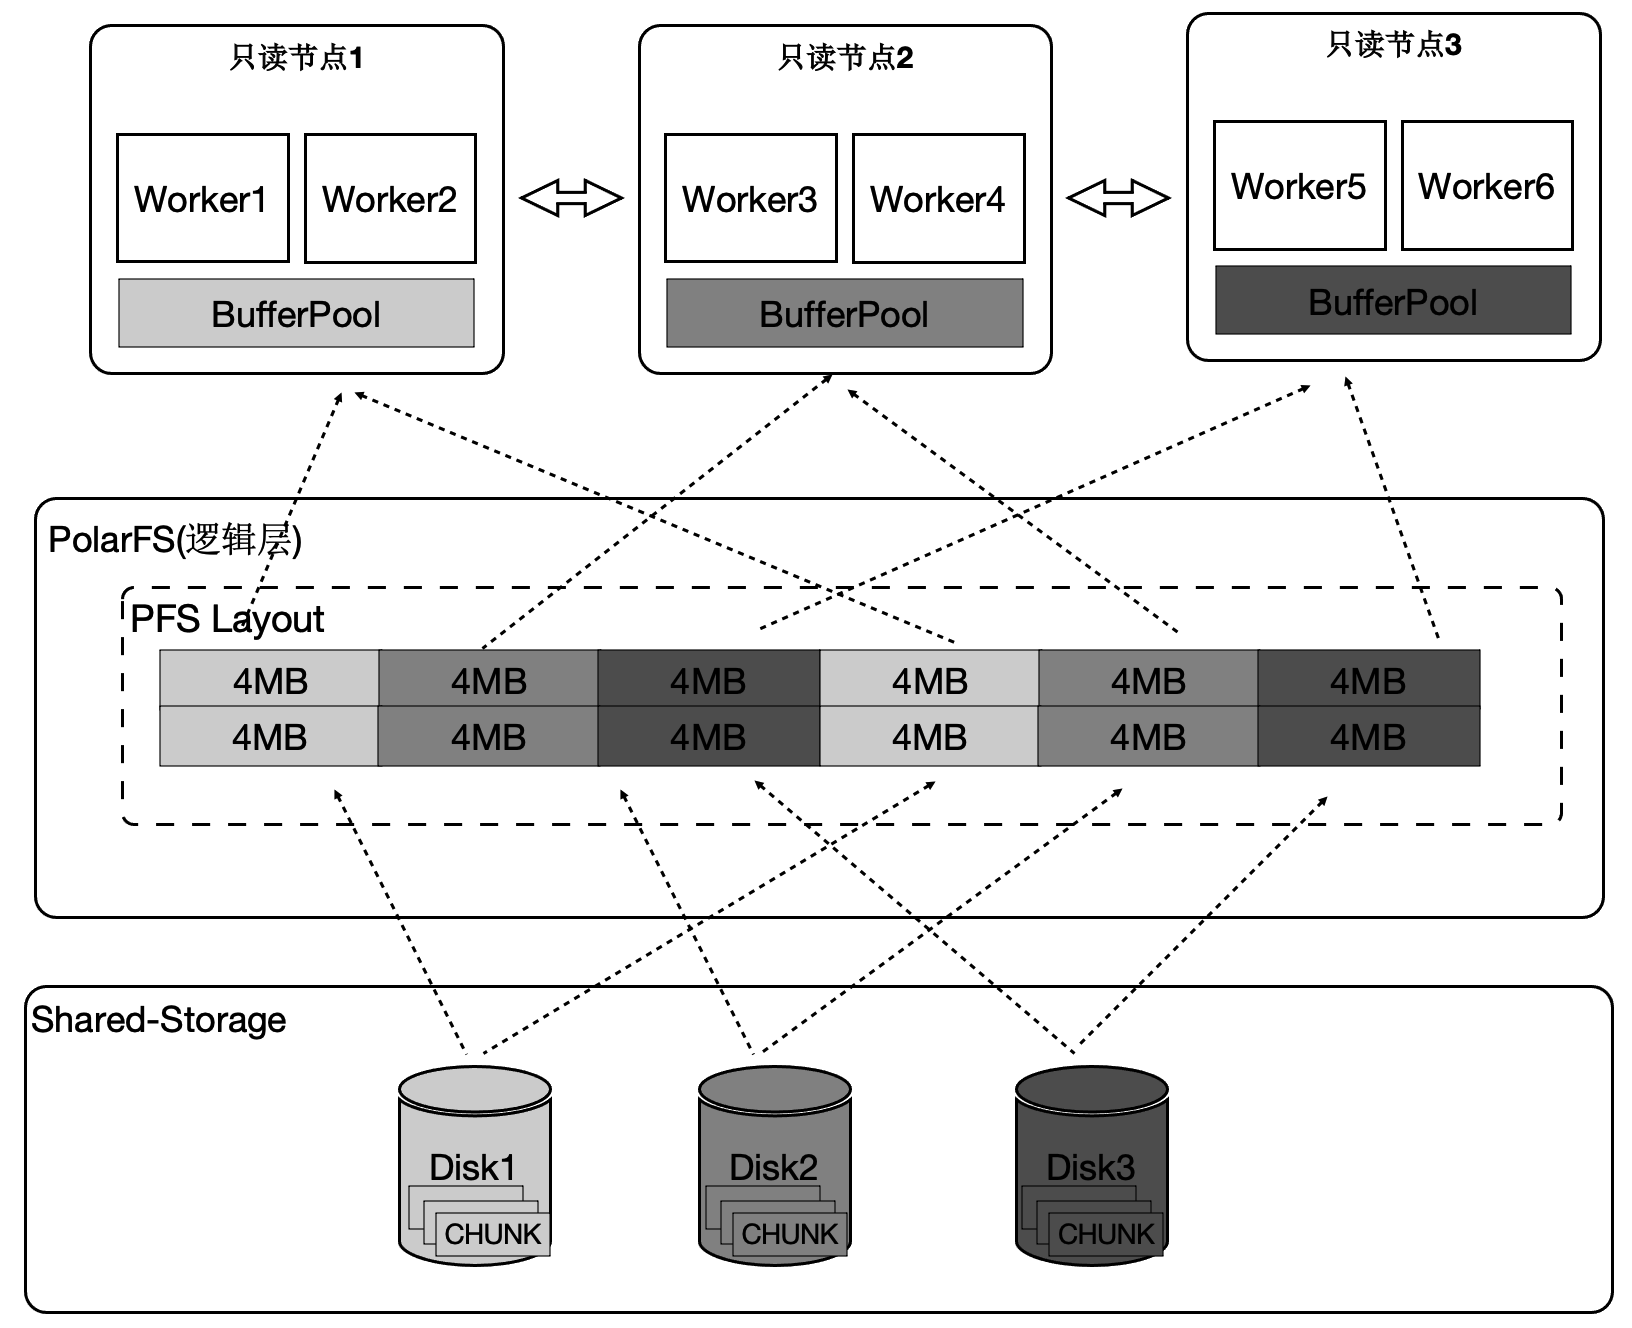 只读节点1
只读节点2
只读节点3
Worker1
Worker2
Worker3
Worker4
Worker5
Worker6
BufferPool
BufferPool
BufferPool
PolarFS(逻辑层)
PFS Layout
4MB 4MB 4MB 4MB 4MB 4MB
4MB 4MB 4MB 4MB 4MB 4MB
Shared-Storage
Disk1
CHUNK
Disk2
CHUNK
Disk3
CHUNK